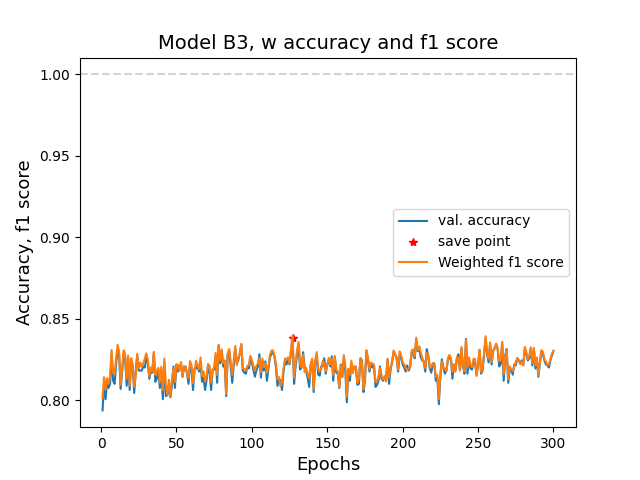 Model B3, w accuracy and f1 score
1.00
0.95
0.90
0.85
0.80
Accuracy, f1 score
val. accuracy
save point
Weighted f1 score
0 50 100 150 200 250 300
Epochs